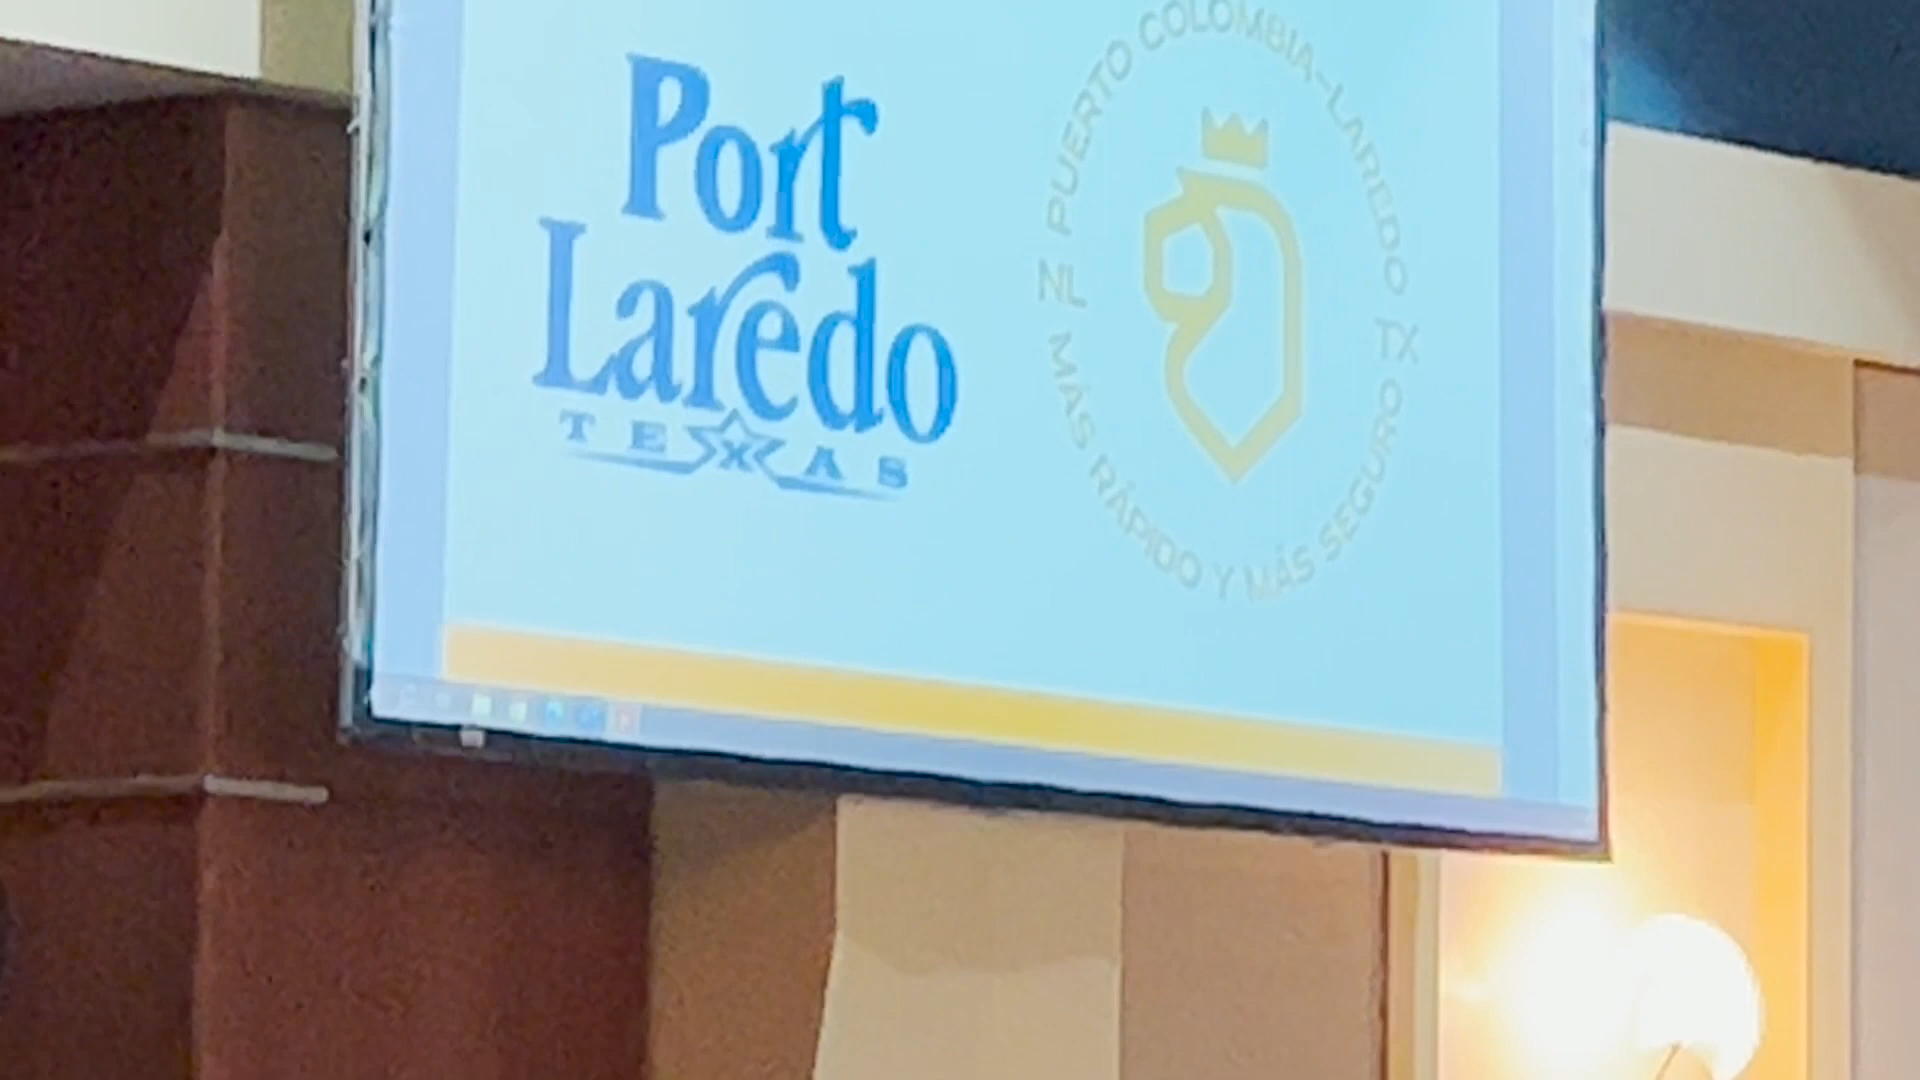 Port
Laredo
TEXAS
NL PUERTO COLOMBIA-LAREDO TX
MÁS RÁPIDO Y MÁS SEGURO